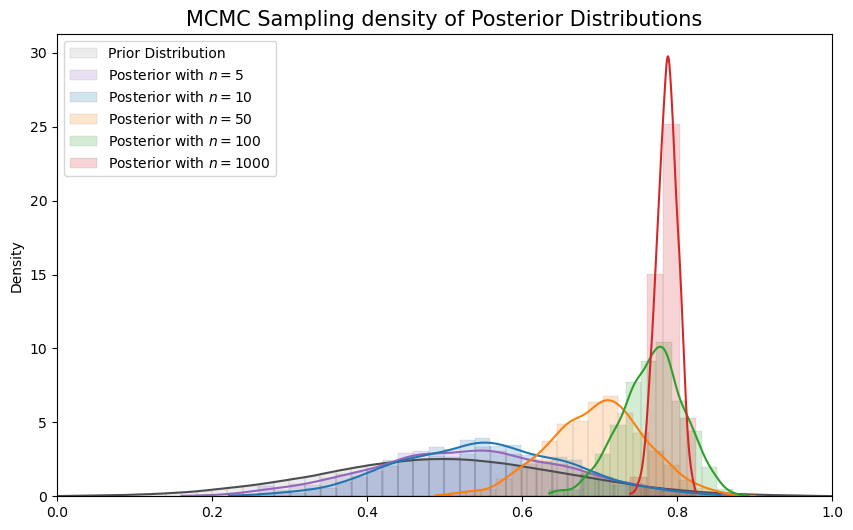 MCMC Sampling density of Posterior Distributions
Prior Distribution
Posterior with n = 5
Posterior with n = 10
Posterior with n = 50
Posterior with n = 100
Posterior with n = 1000
30
25
20
15
10
5
0
Density
0.0 0.2 0.4 0.6 0.8 1.0